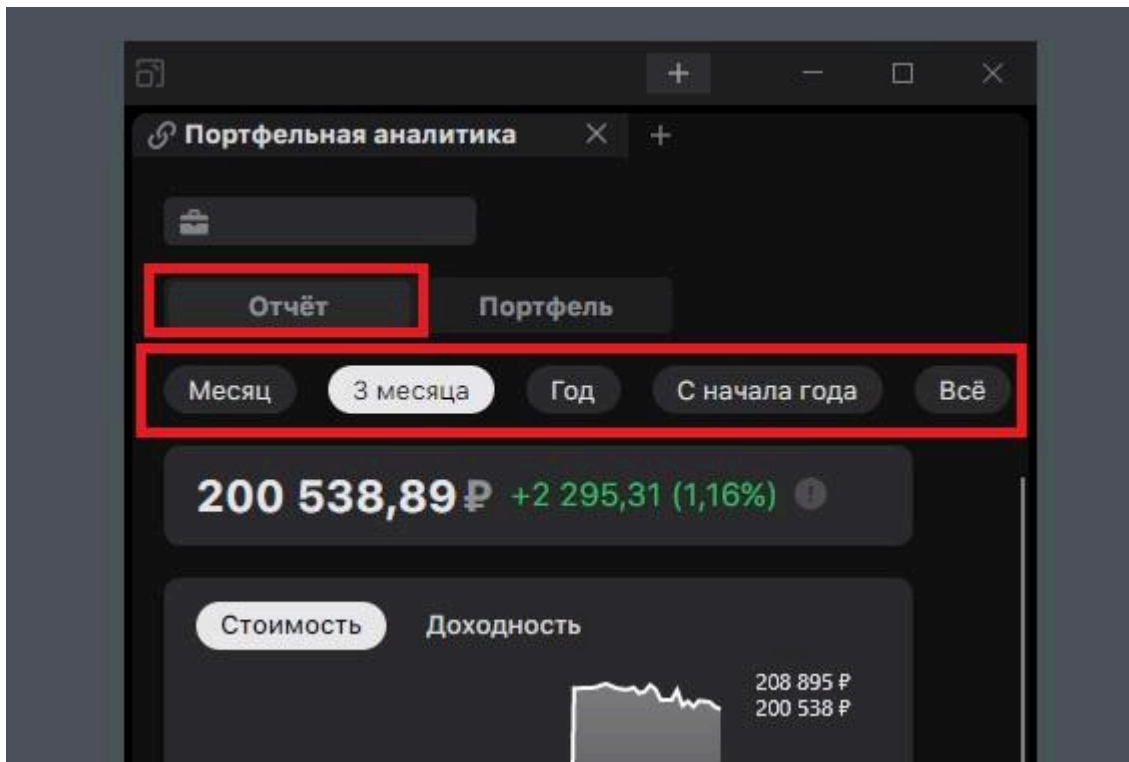 Портфельная аналитика
Отчёт Портфель
Месяц 3 месяца Год С начала года Всё
200 538,89 ₽ +2 295,31 (1,16%)
Стоимость Доходность
208 895 ₽
200 538 ₽